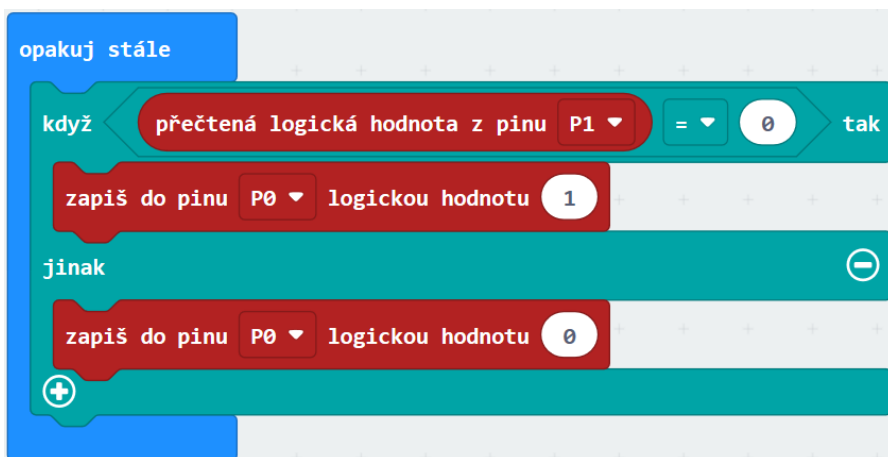 opakuj stále
když přečtená logická hodnota z pinu P1 = 0 tak
zapiš do pinu P0 logickou hodnotu 1
jinak
zapiš do pinu P0 logickou hodnotu 0